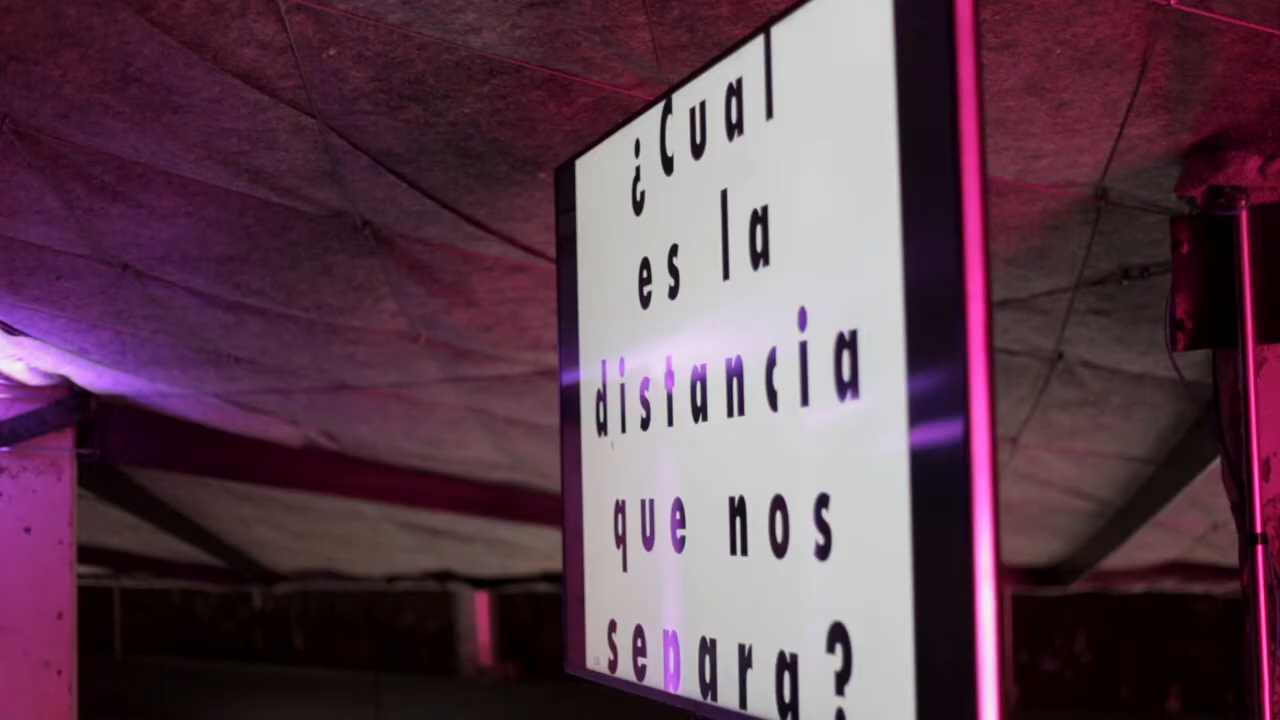 ¿Cual
es la
distancia
que nos
separa?